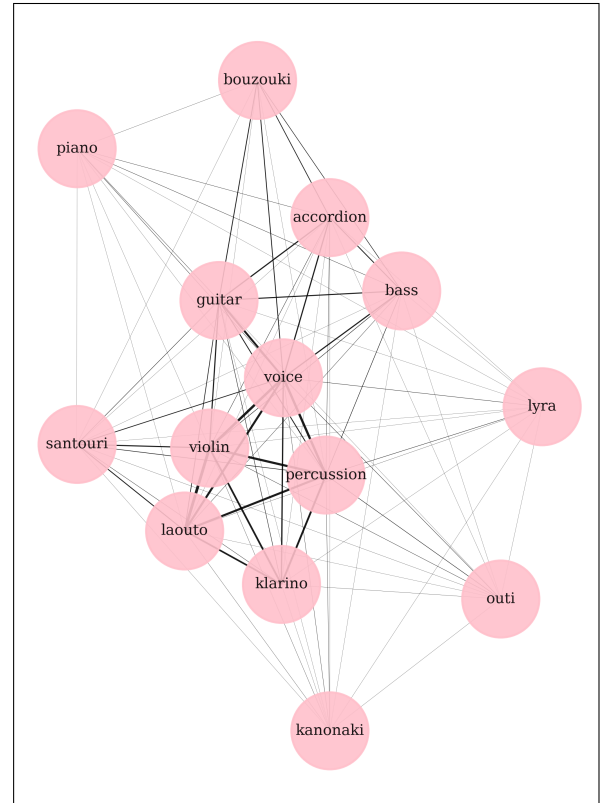 bouzouki
piano
accordion
bass
guitar
voice
lyra
santouri
violin
percussion
laouto
klarino
outi
kanonaki